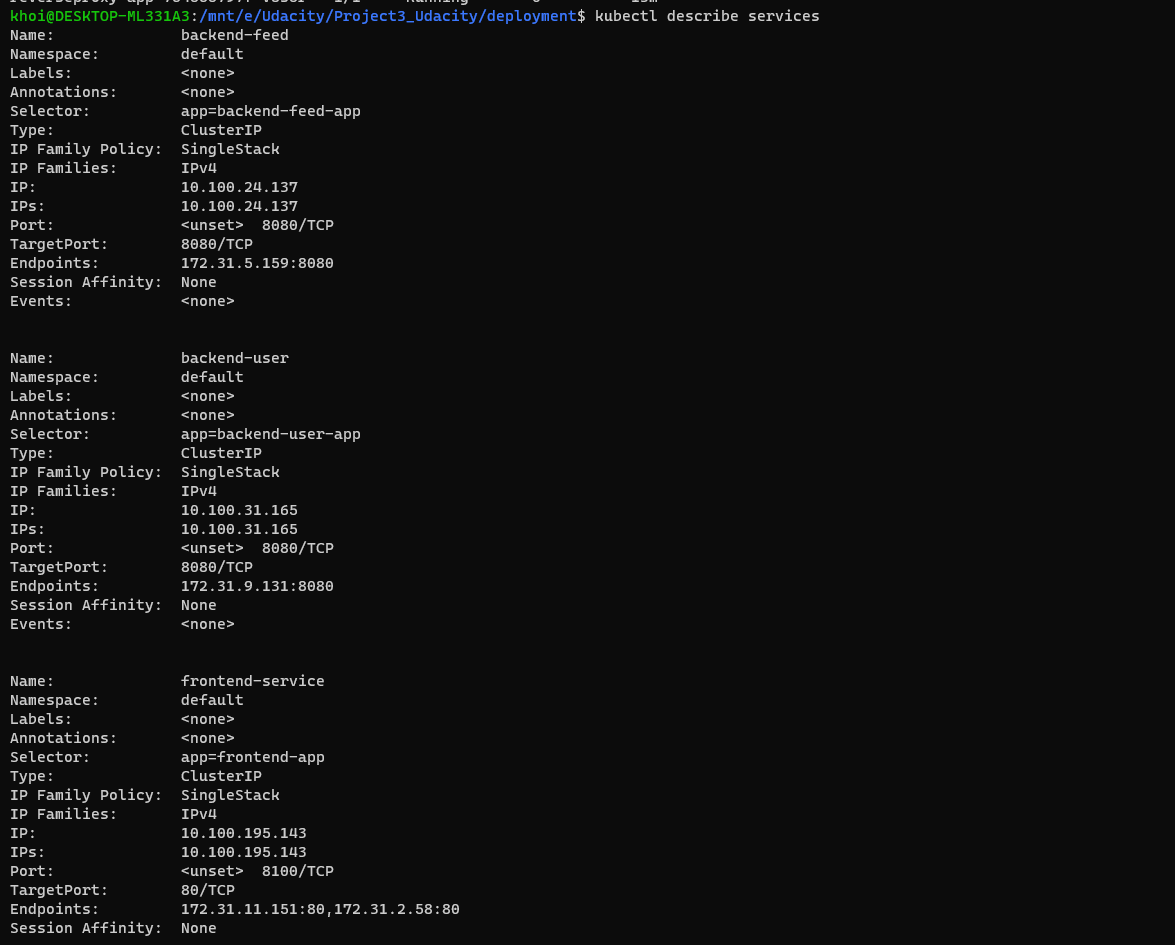 khoi@DESKTOP-ML331A3:/mnt/e/Udacity/Project3_Udacity/deployment$ kubectl describe services
Name:              backend-feed
Namespace:         default
Labels:            <none>
Annotations:       <none>
Selector:          app=backend-feed-app
Type:              ClusterIP
IP Family Policy:  SingleStack
IP Families:       IPv4
IP:                10.100.24.137
IPs:               10.100.24.137
Port:              <unset>  8080/TCP
TargetPort:        8080/TCP
Endpoints:         172.31.5.159:8080
Session Affinity:  None
Events:            <none>
Name:              backend-user
Namespace:         default
Labels:            <none>
Annotations:       <none>
Selector:          app=backend-user-app
Type:              ClusterIP
IP Family Policy:  SingleStack
IP Families:       IPv4
IP:                10.100.31.165
IPs:               10.100.31.165
Port:              <unset>  8080/TCP
TargetPort:        8080/TCP
Endpoints:         172.31.9.131:8080
Session Affinity:  None
Events:            <none>
Name:              frontend-service
Namespace:         default
Labels:            <none>
Annotations:       <none>
Selector:          app=frontend-app
Type:              ClusterIP
IP Family Policy:  SingleStack
IP Families:       IPv4
IP:                10.100.195.143
IPs:               10.100.195.143
Port:              <unset>  8100/TCP
TargetPort:        80/TCP
Endpoints:         172.31.11.151:80,172.31.2.58:80
Session Affinity:  None